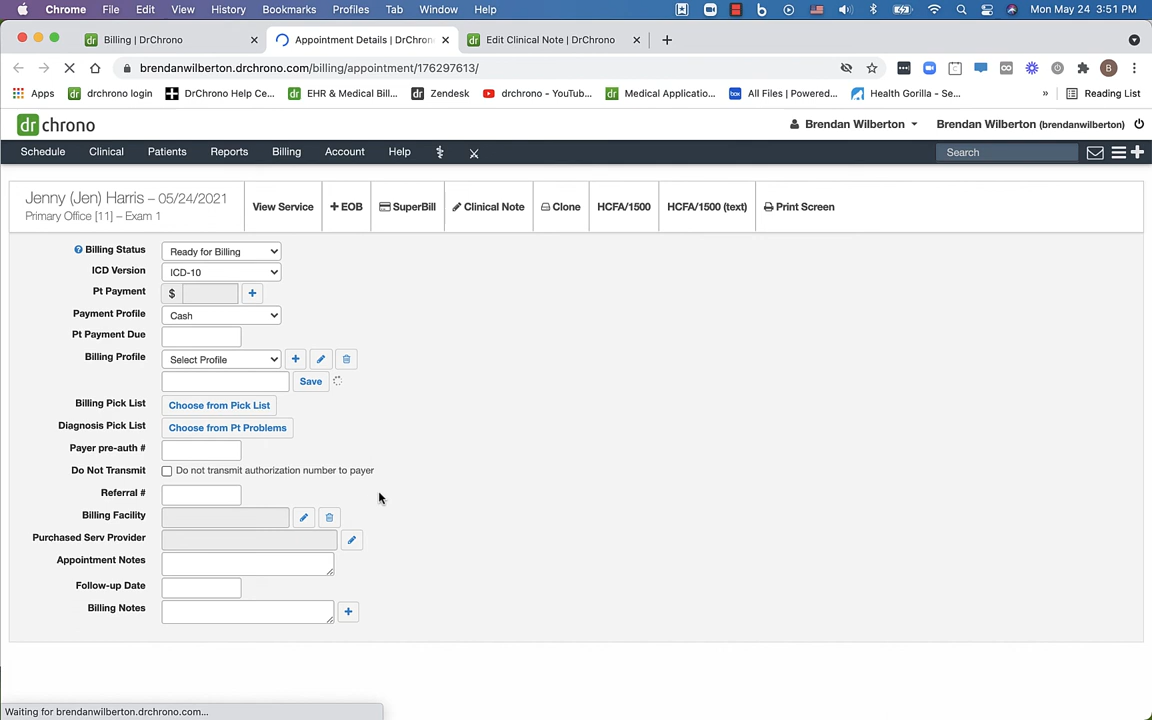 Chrome File Edit View History Bookmarks Profiles Tab Window Help Mon May 24 3:51 PM
Billing | DrChrono Appointment Details | DrChron Edit Clinical Note | DrChrono
brendanwilberton.drchrono.com/billing/appointment/176297613/ B
Apps drchrono login DrChrono Help Ce... EHR & Medical Bill... Zendesk drchrono - YouTub... Medical Applicatio... All Files | Powered... Health Gorilla - Se... » Reading List
dr chrono Brendan Wilberton Brendan Wilberton (brendanwilberton)
Schedule Clinical Patients Reports Billing Account Help Search
Jenny (Jen) Harris – 05/24/2021
Primary Office [11] – Exam 1
View Service + EOB SuperBill Clinical Note Clone HCFA/1500 HCFA/1500 (text) Print Screen
Billing Status Ready for Billing
ICD Version ICD-10
Pt Payment $
Payment Profile Cash
Pt Payment Due
Billing Profile Select Profile
Save
Billing Pick List Choose from Pick List
Diagnosis Pick List Choose from Pt Problems
Payer pre-auth #
Do Not Transmit Do not transmit authorization number to payer
Referral #
Billing Facility
Purchased Serv Provider
Appointment Notes
Follow-up Date
Billing Notes
Waiting for brendanwilberton.drchrono.com...